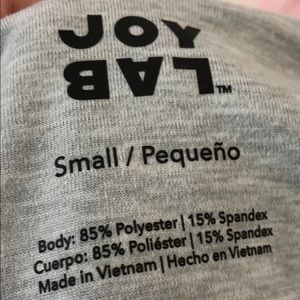 JOY
LAB™
Small / Pequeño
Body: 85% Polyester | 15% Spandex
Cuerpo: 85% Poliéster | 15% Spandex
Made in Vietnam | Hecho en Vietnam